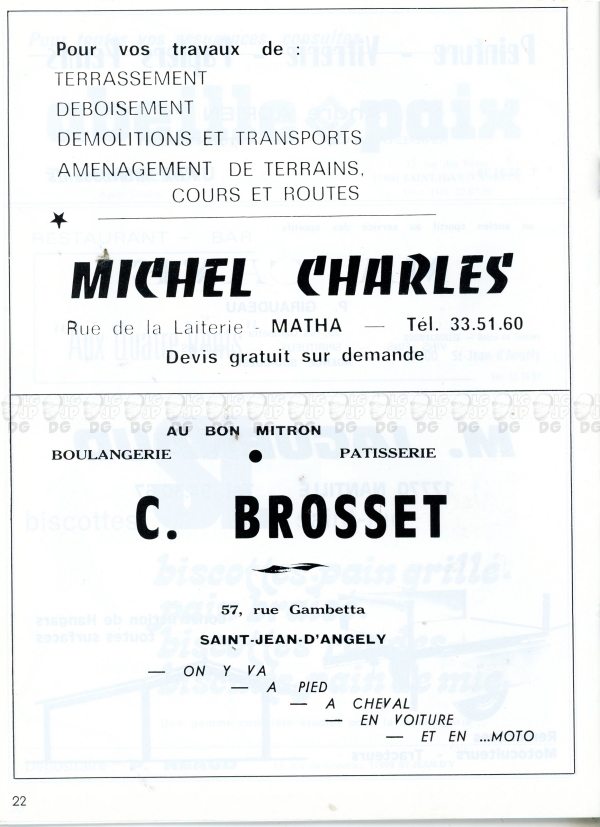 Pour vos travaux de :
TERRASSEMENT
DEBOISEMENT
DEMOLITIONS ET TRANSPORTS
AMENAGEMENT DE TERRAINS,
COURS ET ROUTES
MICHEL CHARLES
Rue de la Laiterie - MATHA — Tél. 33.51.60
Devis gratuit sur demande
AU BON MITRON
BOULANGERIE ● PATISSERIE
C. BROSSET
57, rue Gambetta
SAINT-JEAN-D'ANGELY
— ON Y VA
— A PIED
— A CHEVAL
— EN VOITURE
— ET EN ...MOTO
22